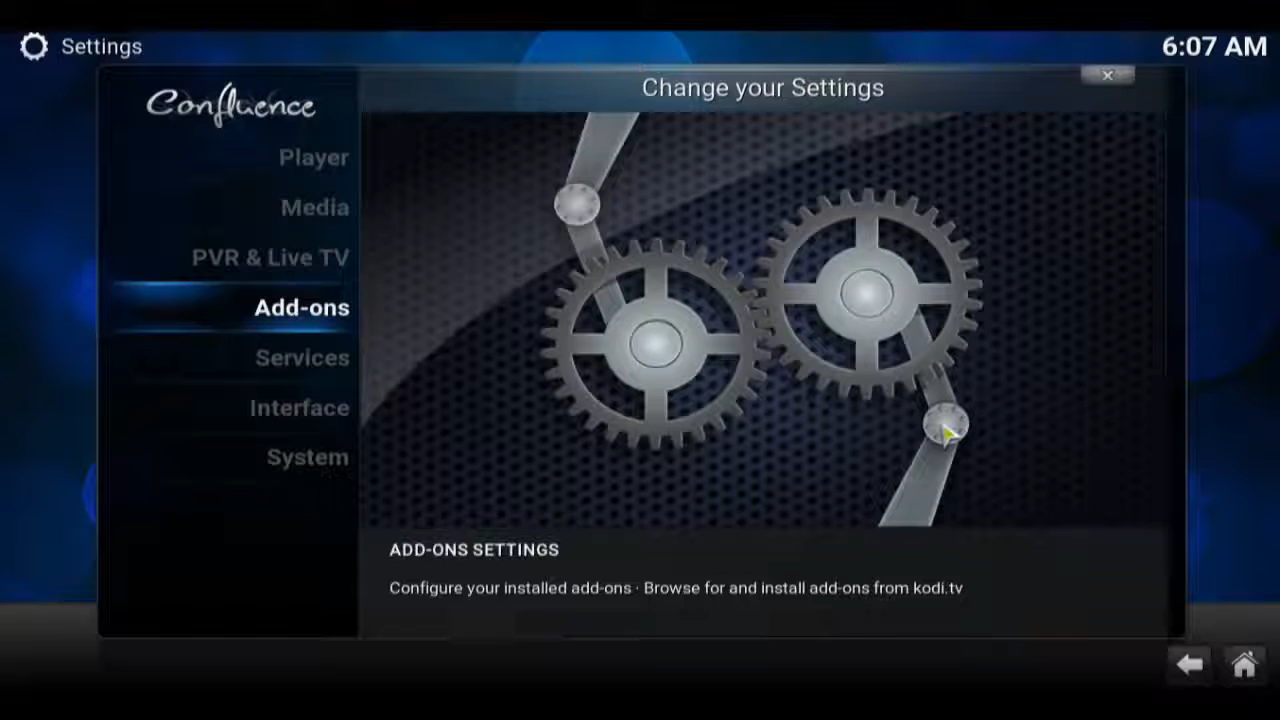 Settings
6:07 AM
Confluence
Change your Settings
Player
Media
PVR & Live TV
Add-ons
Services
Interface
System
ADD-ONS SETTINGS
Configure your installed add-ons · Browse for and install add-ons from kodi.tv